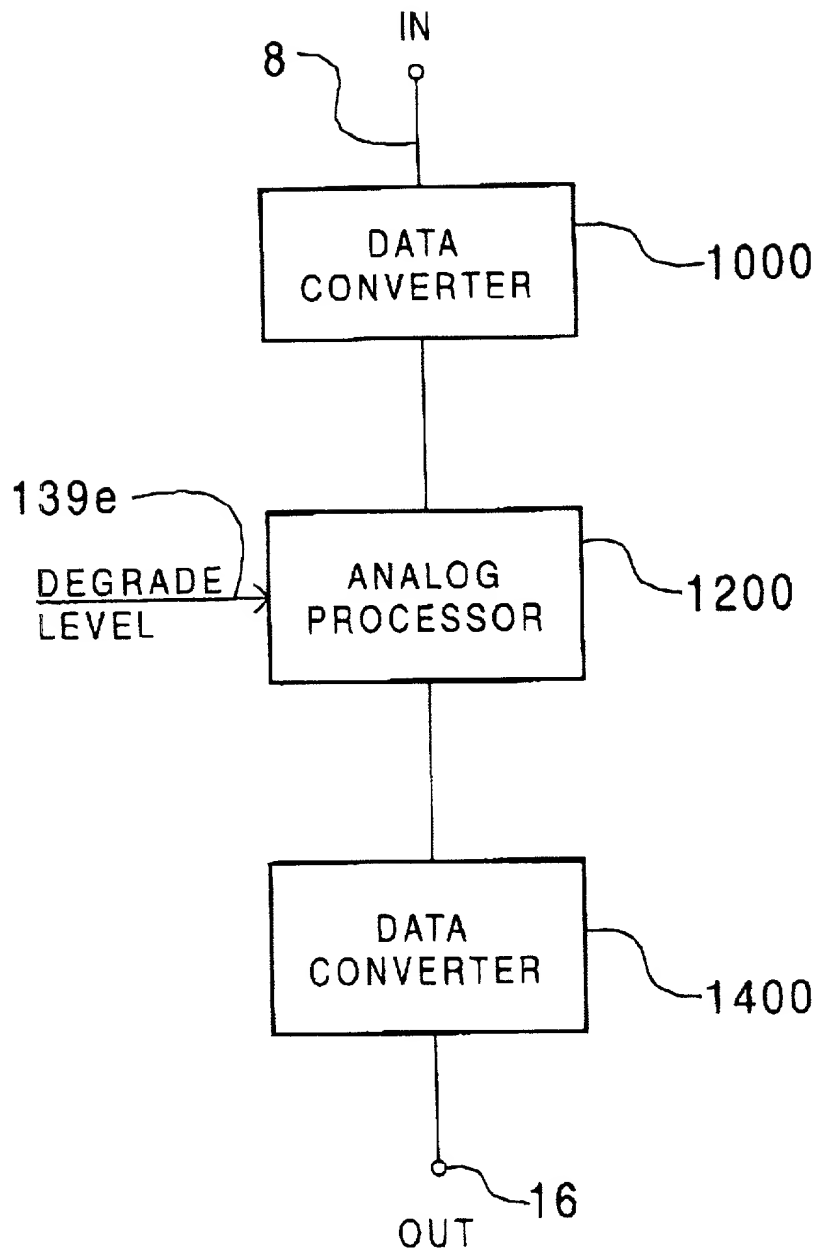 IN
8
DATA
CONVERTER
1000
139e
DEGRADE
LEVEL
ANALOG
PROCESSOR
1200
DATA
CONVERTER
1400
16
OUT